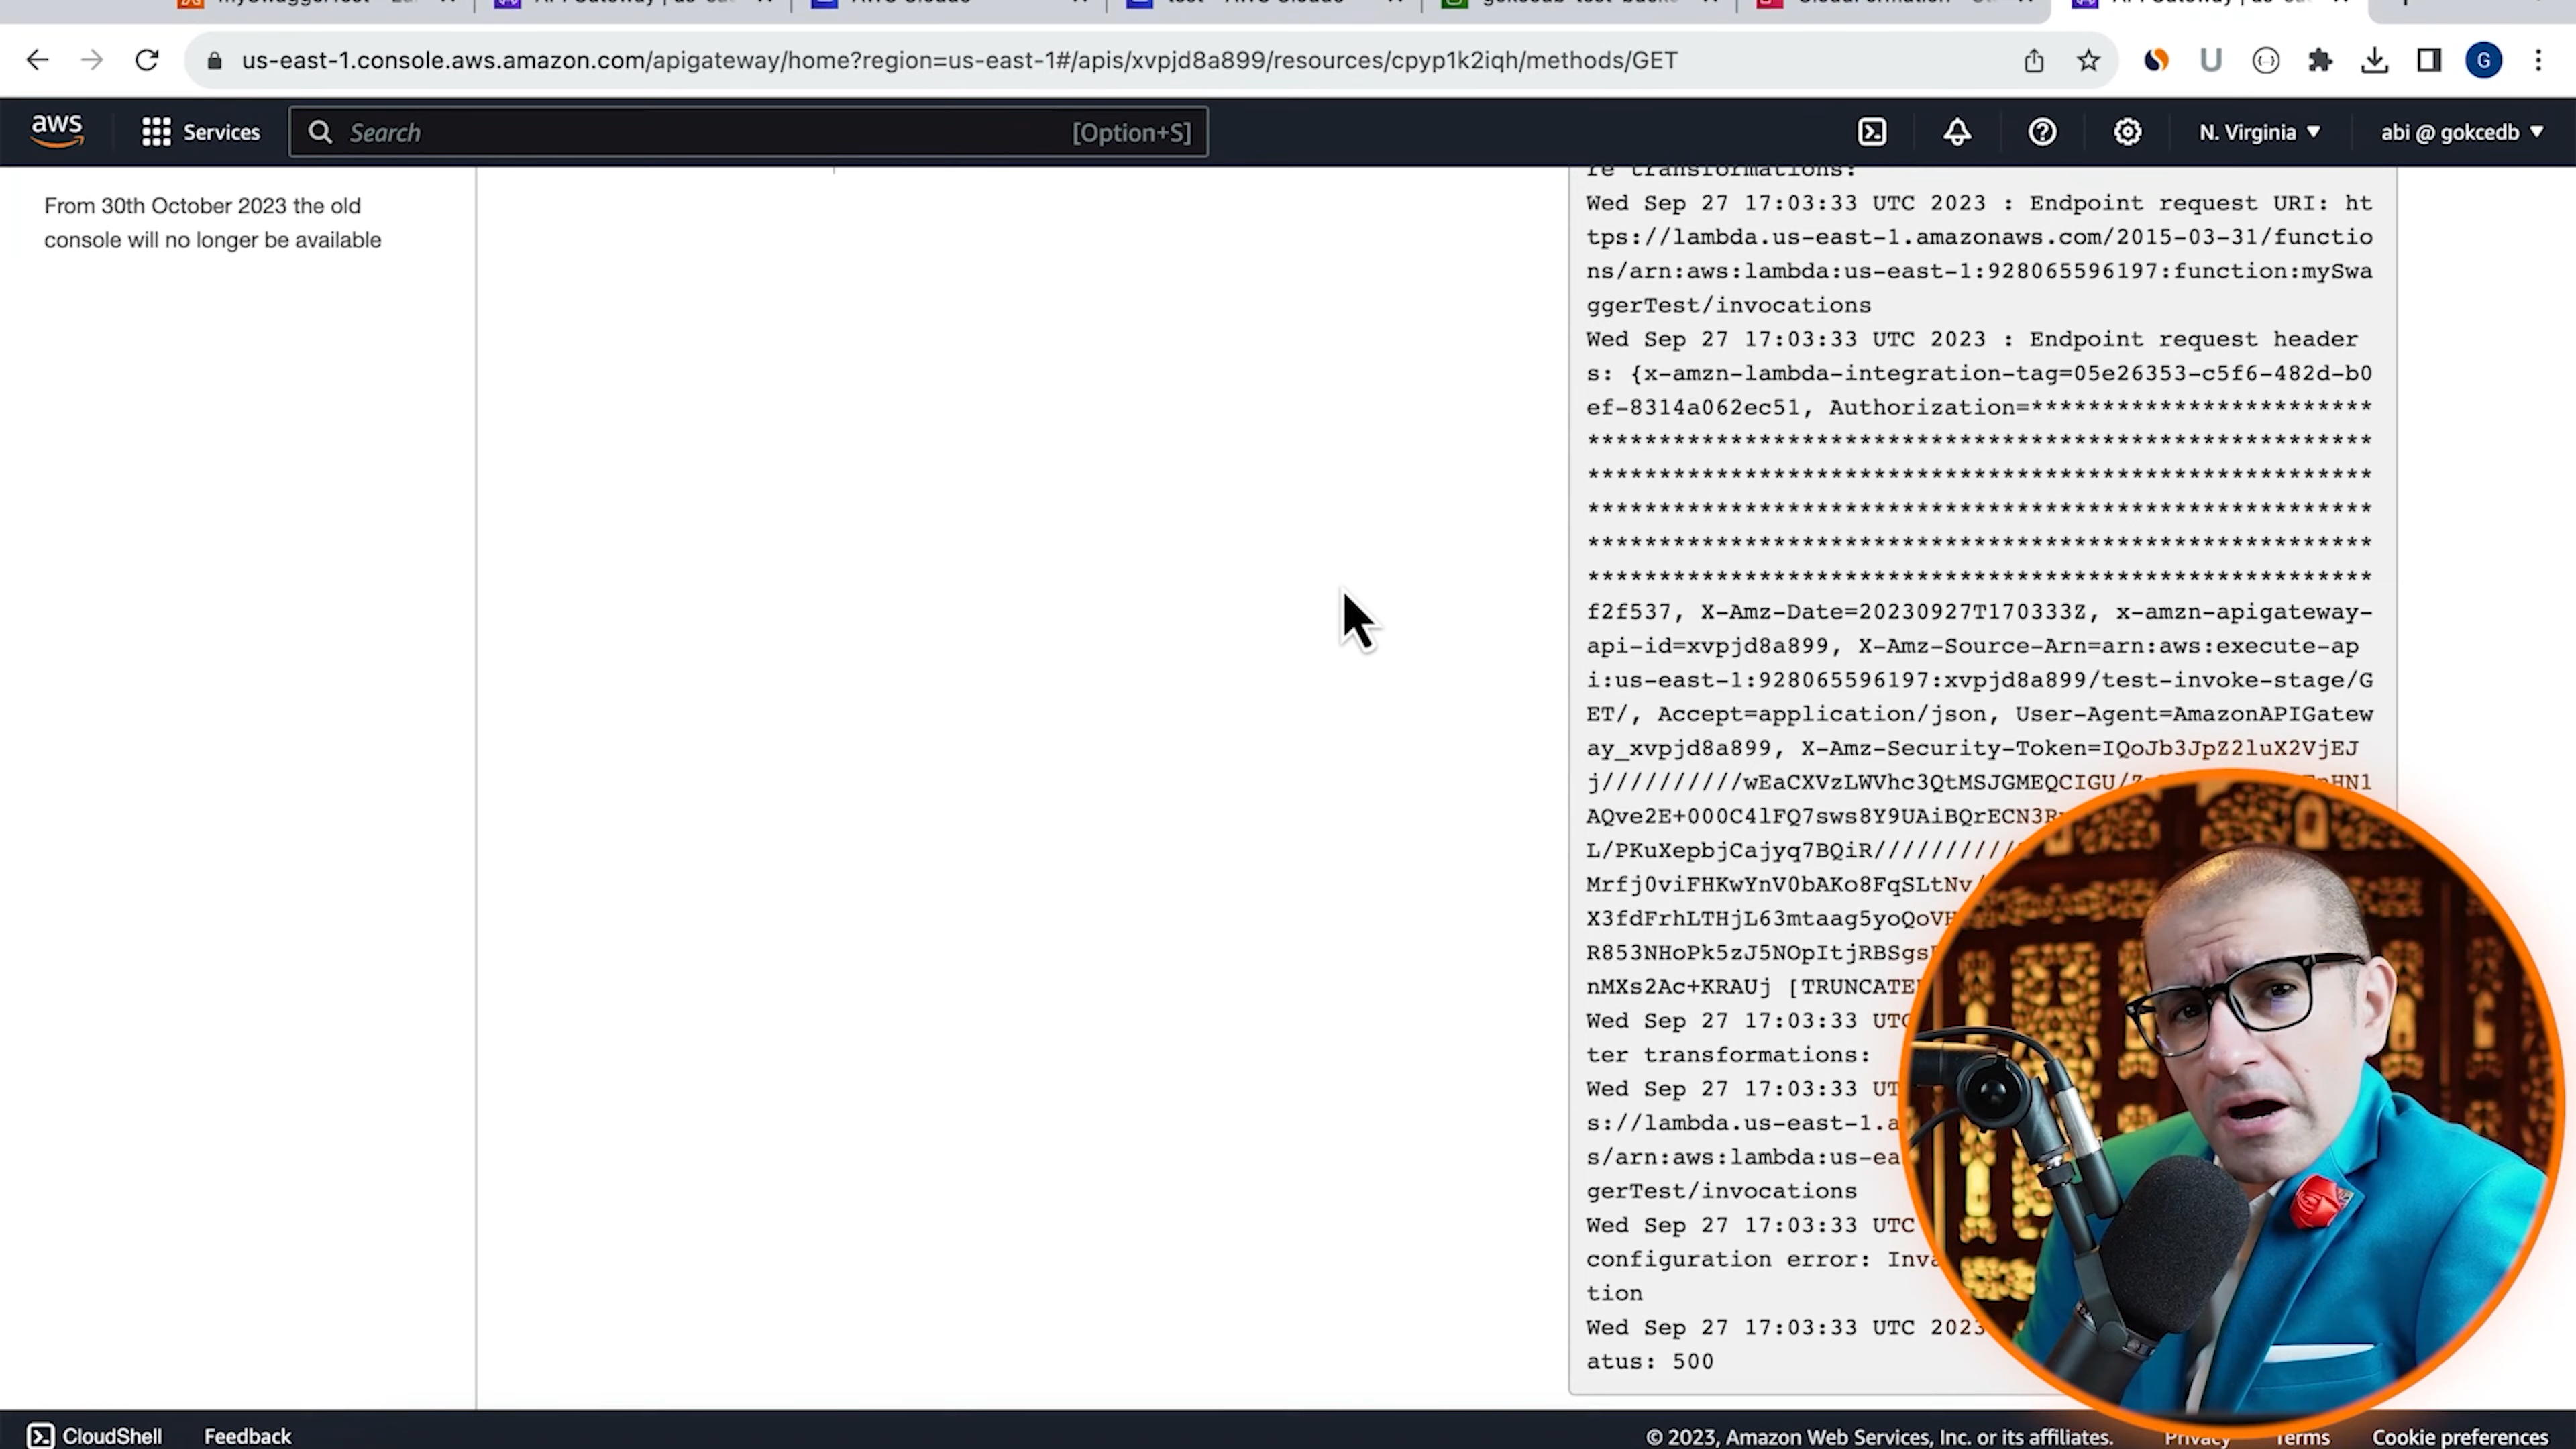 us-east-1.console.aws.amazon.com/apigateway/home?region=us-east-1#/apis/xvpjd8a899/resources/cpyp1k2iqh/methods/GET
G
aws Services Search [Option+S] N. Virginia abi @ gokcedb
From 30th October 2023 the old
console will no longer be available
re transformations:
Wed Sep 27 17:03:33 UTC 2023 : Endpoint request URI: ht
tps://lambda.us-east-1.amazonaws.com/2015-03-31/functio
ns/arn:aws:lambda:us-east-1:928065596197:function:mySwa
ggerTest/invocations
Wed Sep 27 17:03:33 UTC 2023 : Endpoint request header
s: {x-amzn-lambda-integration-tag=05e26353-c5f6-482d-b0
ef-8314a062ec51, Authorization=************************
*******************************************************
*******************************************************
*******************************************************
*******************************************************
*******************************************************
f2f537, X-Amz-Date=20230927T170333Z, x-amzn-apigateway-
api-id=xvpjd8a899, X-Amz-Source-Arn=arn:aws:execute-ap
i:us-east-1:928065596197:xvpjd8a899/test-invoke-stage/G
ET/, Accept=application/json, User-Agent=AmazonAPIGatew
ay_xvpjd8a899, X-Amz-Security-Token=IQoJb3JpZ2luX2VjEJ
j//////////wEaCXVzLWVhc3QtMSJGMEQCIGU/
AQve2E+000C4lFQ7sws8Y9UAiBQrECN3R
L/PKuXepbjCajyq7BQiR//////////
Mrfj0viFHKwYnV0bAKo8FqSLtNv/
X3fdFrhLTHjL63mtaag5yoQoVH
R853NHoPk5zJ5NOpItjRBSgs
nMXs2Ac+KRAUj [TRUNCATE
Wed Sep 27 17:03:33 UTC
ter transformations:
Wed Sep 27 17:03:33 UT
s://lambda.us-east-1.a
s/arn:aws:lambda:us-ea
gerTest/invocations
Wed Sep 27 17:03:33 UTC
configuration error: Inva
tion
Wed Sep 27 17:03:33 UTC 2023
atus: 500
CloudShell Feedback © 2023, Amazon Web Services, Inc. or its affiliates. Privacy Terms Cookie preferences